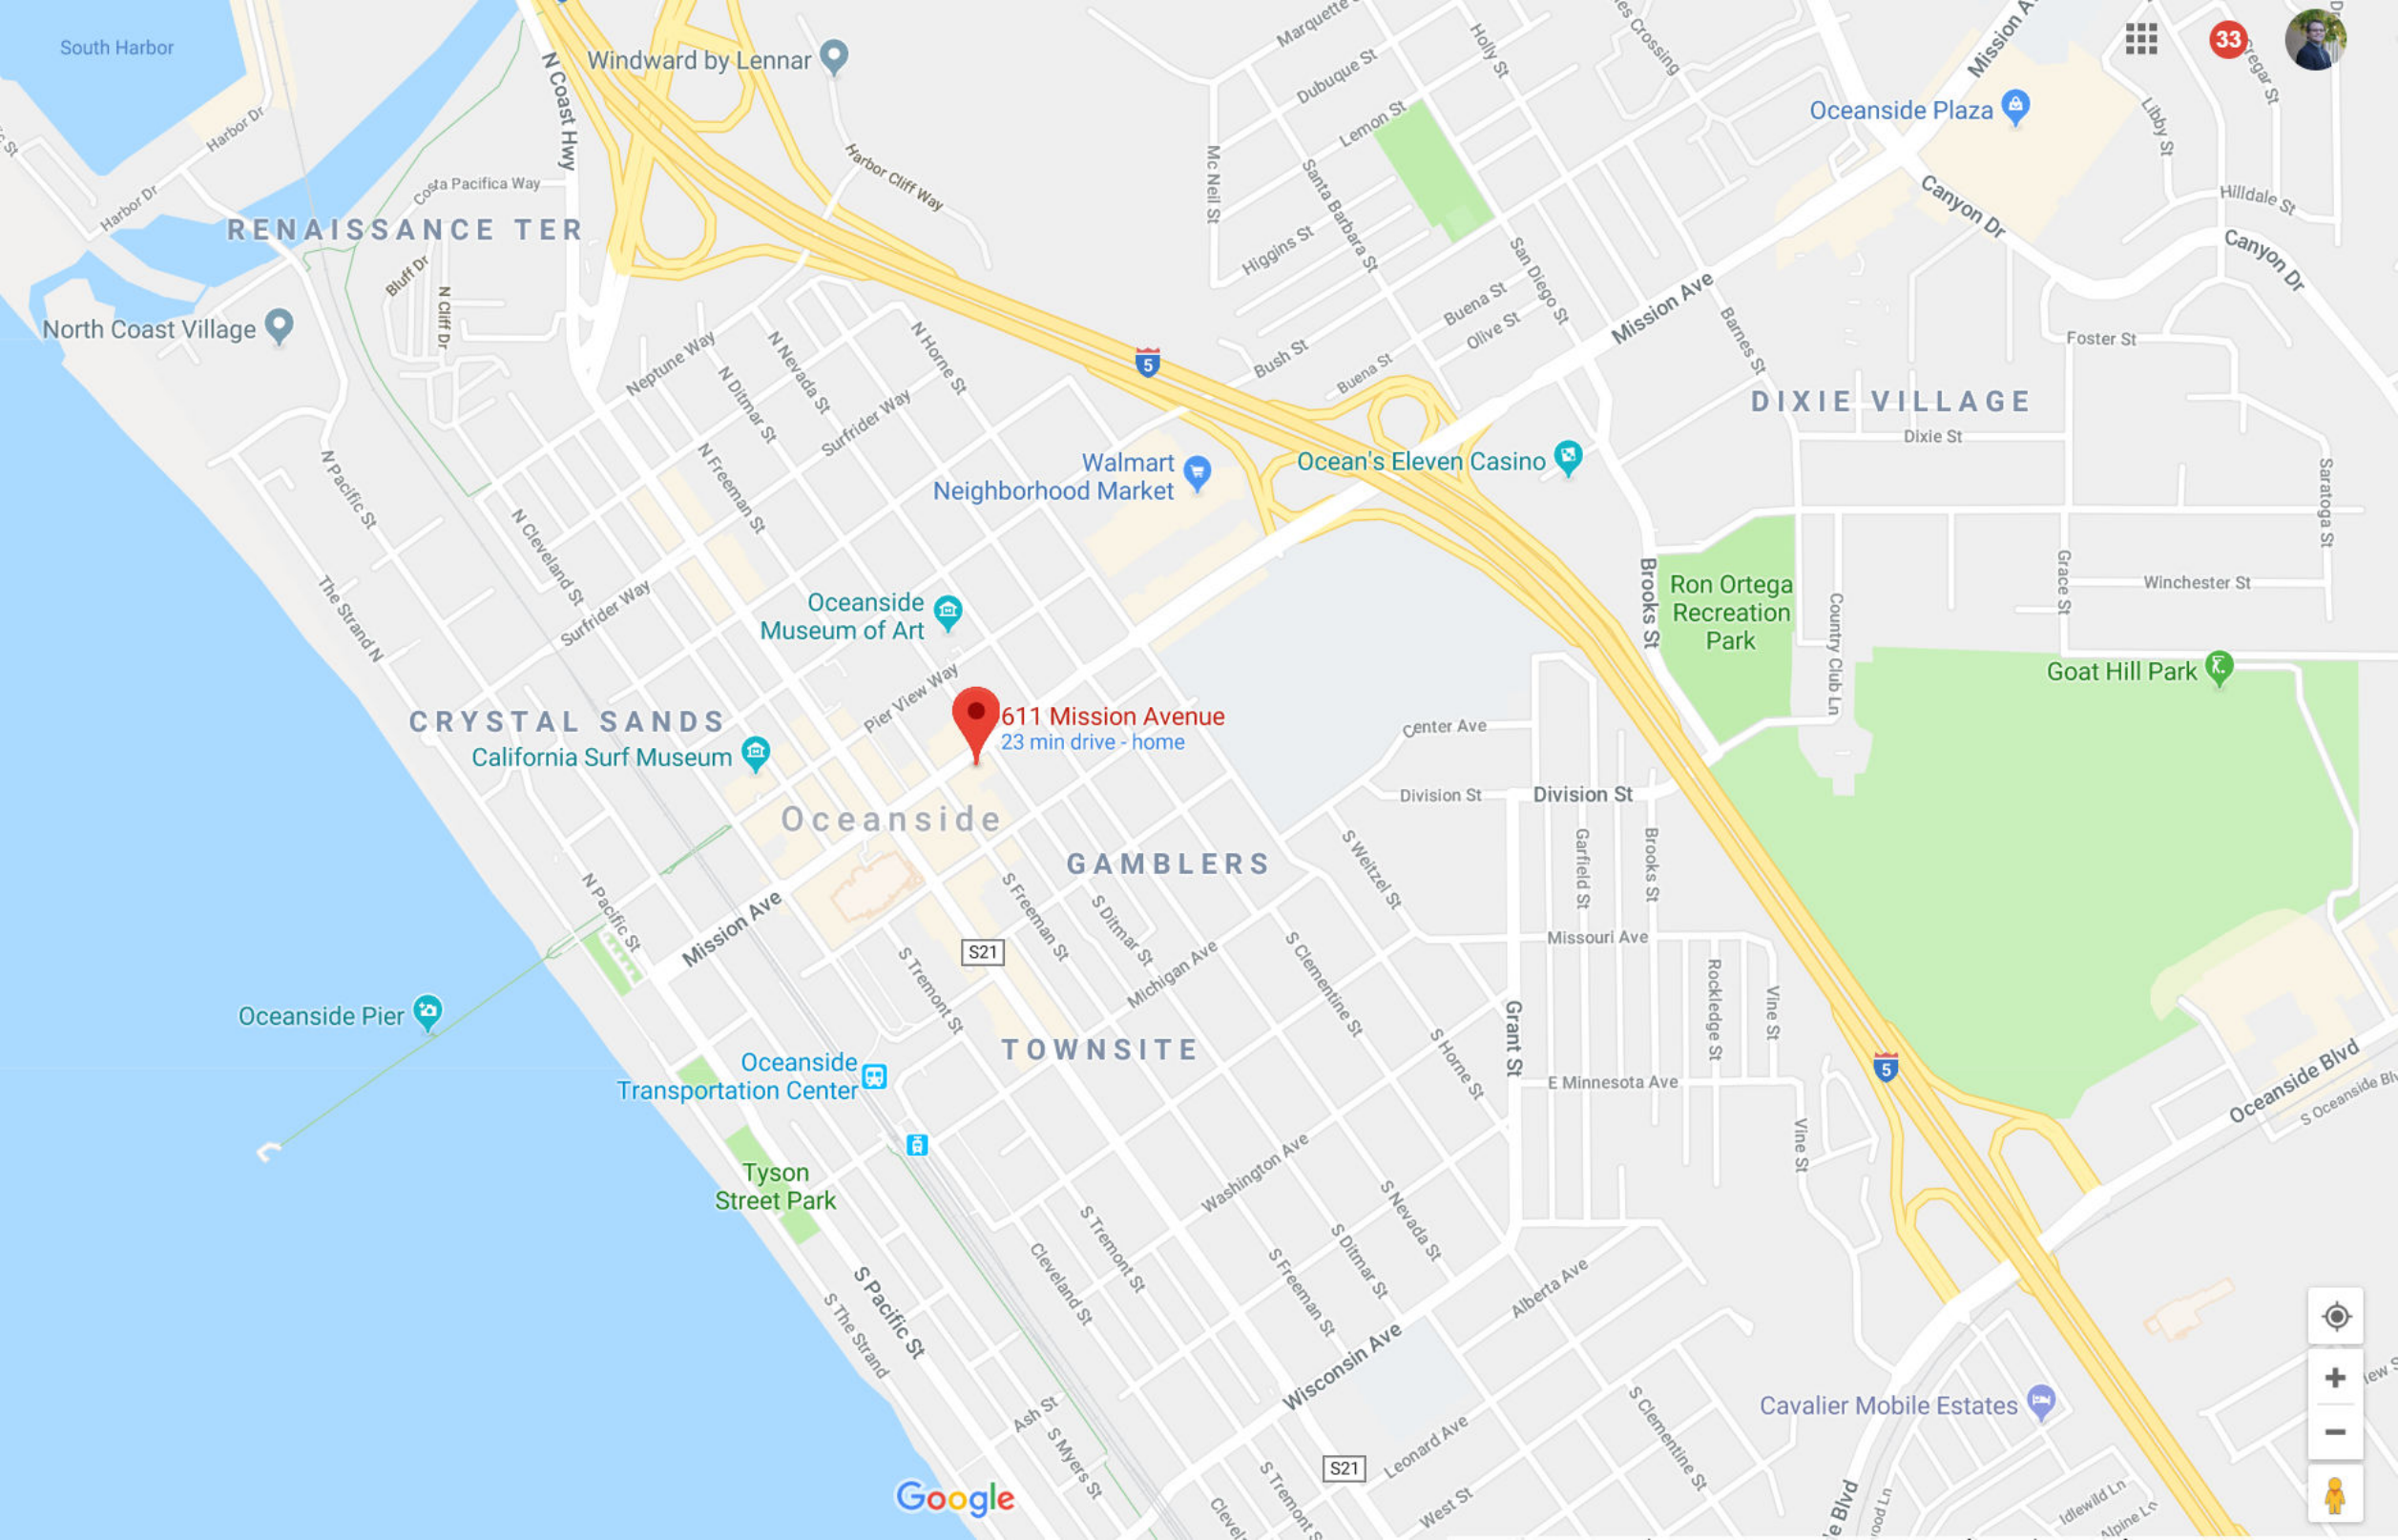 South Harbor
Windward by Lennar
N Coast Hwy
Marquette
Holly St
Dubuque St
Lemon St
Mission A
33
Oceanside Plaza
Libby St
Harbor Dr
Harbor Dr
Costa Pacifica Way
Harbor Cliff Way
Mc Neil St
Santa Barbara St
Canyon Dr
Hilldale St
Canyon Dr
RENAISSANCE TER
Higgins St
San Diego St
Bluff Dr
N Cliff Dr
North Coast Village
Buena St
Olive St
Mission Ave
Barnes St
Foster St
Neptune Way
N Nevada St
N Horne St
N Ditmar St
Surfrider Way
5
Bush St
Buena St
DIXIE VILLAGE
Dixie St
N Pacific St
N Freeman St
Walmart
Neighborhood Market
Ocean's Eleven Casino
Saratoga St
N Cleveland St
The Strand N
Surfrider Way
Oceanside
Museum of Art
Brooks St
Ron Ortega
Recreation
Park
Country Club Ln
Grace St
Winchester St
Goat Hill Park
Pier View Way
CRYSTAL SANDS
California Surf Museum
611 Mission Avenue
23 min drive - home
Center Ave
Division St
Division St
Oceanside
GAMBLERS
S Weitzel St
Garfield St
Brooks St
N Pacific St
Mission Ave
S21
S Freeman St
S Ditmar St
Michigan Ave
S Tremont St
S Clementine St
Missouri Ave
Rockledge St
Vine St
Oceanside Pier
TOWNSITE
Grant St
S Horne St
Oceanside
Transportation Center
E Minnesota Ave
5
Oceanside Blvd
S Oceanside Blv
Vine St
Tyson
Street Park
Washington Ave
S Nevada St
S Tremont St
Cleveland St
S Ditmar St
S Freeman St
Alberta Ave
S Pacific St
S The Strand
Wisconsin Ave
Ash St
S Myers St
S Clementine St
Cavalier Mobile Estates
Leonard Ave
S21
Google
S Tremont S
Clevel
West St
e Blvd
ood Ln
Idlewild Ln
Alpine Ln